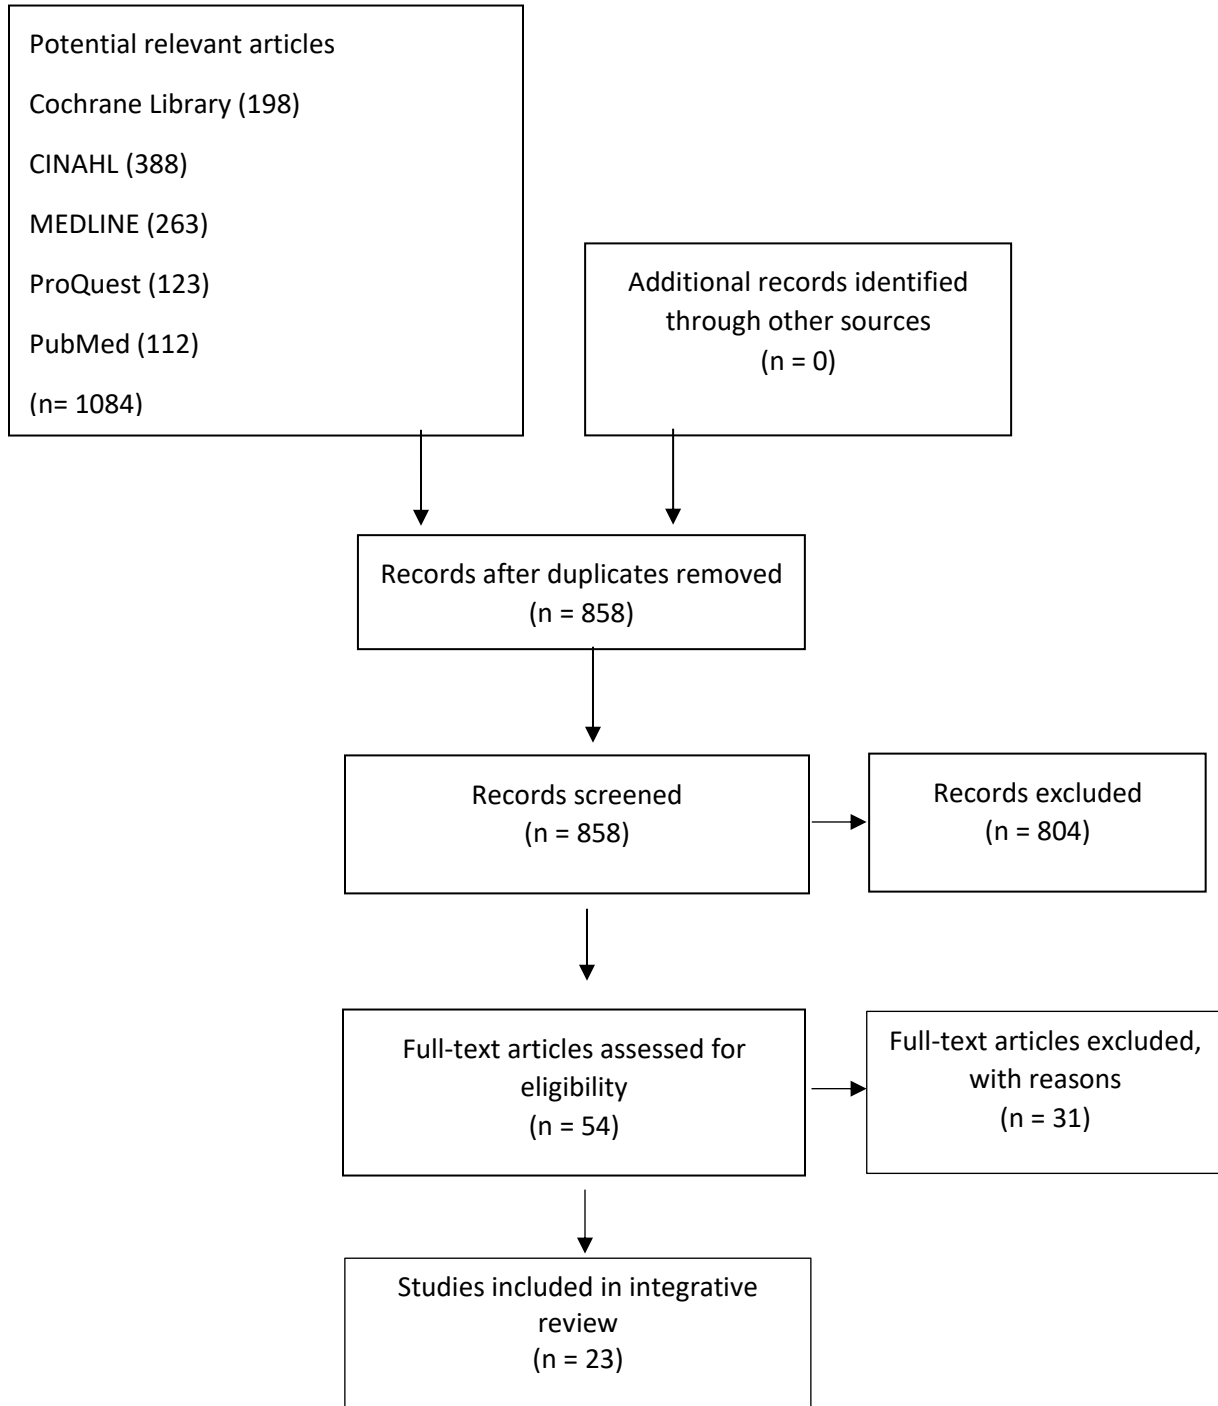 Potential relevant articles
Cochrane Library (198)
CINAHL (388)
MEDLINE (263)
ProQuest (123)
PubMed (112)
(n= 1084)
Additional records identified
through other sources
(n = 0)
Records after duplicates removed
(n = 858)
Records screened
(n = 858)
Records excluded
(n = 804)
Full-text articles assessed for
eligibility
(n = 54)
Full-text articles excluded,
with reasons
(n = 31)
Studies included in integrative
review
(n = 23)